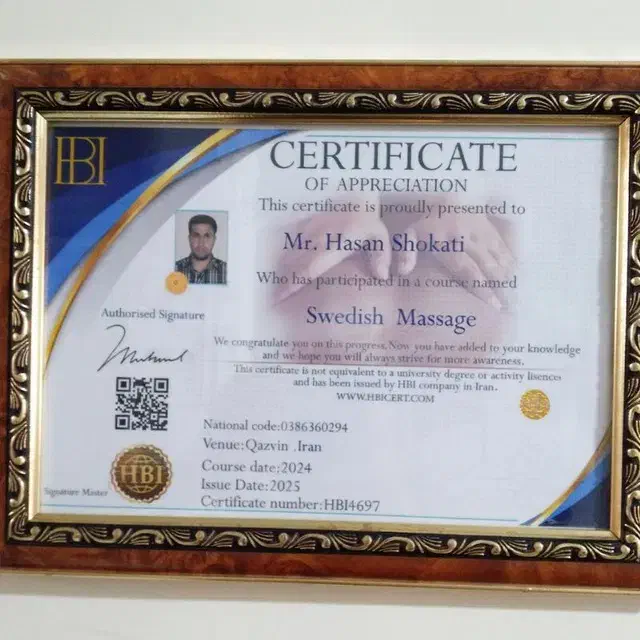 HBI
CERTIFICATE
OF APPRECIATION
This certificate is proudly presented to
Mr. Hasan Shokati
Who has participated in a course named
Swedish Massage
We congratulate you on this progress.Now you have added to your knowledge
and we hope you will always strive for more awareness.
This certificate is not equivalent to a university degree or activity lisences
and has been issued by HBI company in Iran.
WWW.HBICERT.COM
Authorised Signature
National code:0386360294
Venue:Qazvin .Iran
Course date:2024
Issue Date:2025
Certificate number:HBI4697
HBI
Signature Master